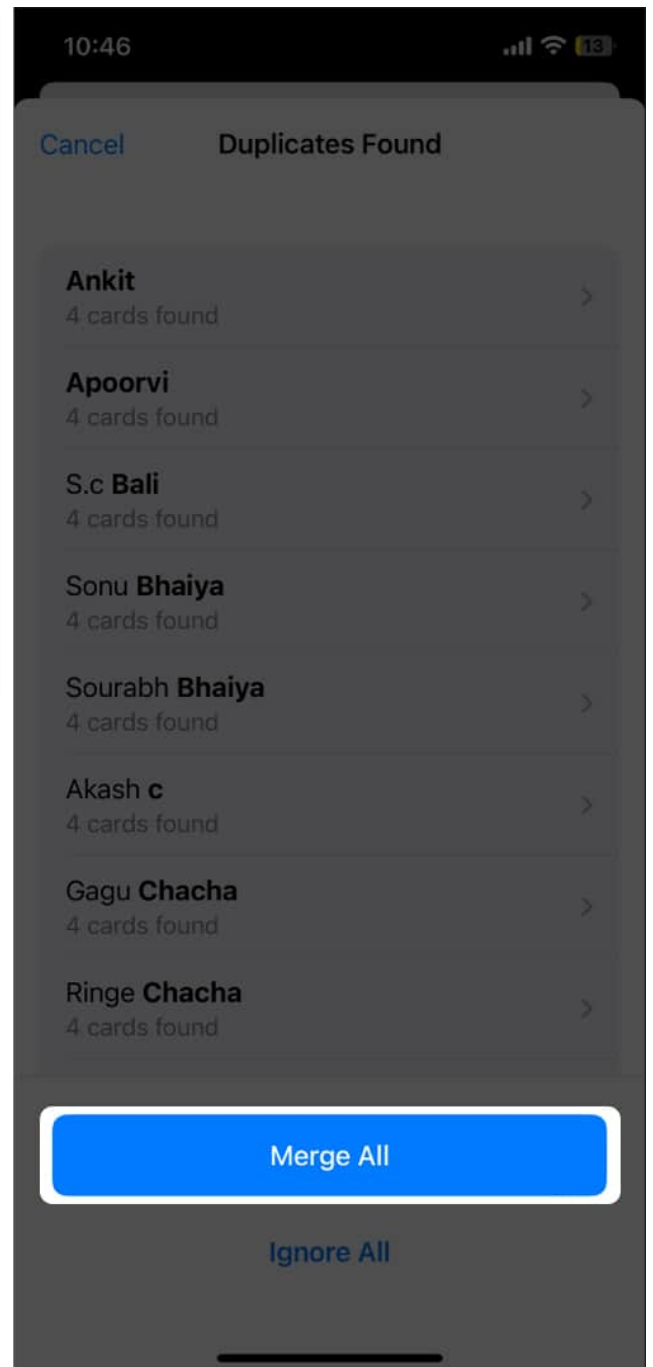 10:46
13
Cancel
Duplicates Found
Ankit
4 cards found
Apoorvi
4 cards found
S.c Bali
4 cards found
Sonu Bhaiya
4 cards found
Sourabh Bhaiya
4 cards found
Akash c
4 cards found
Gagu Chacha
4 cards found
Ringe Chacha
4 cards found
Merge All
Ignore All